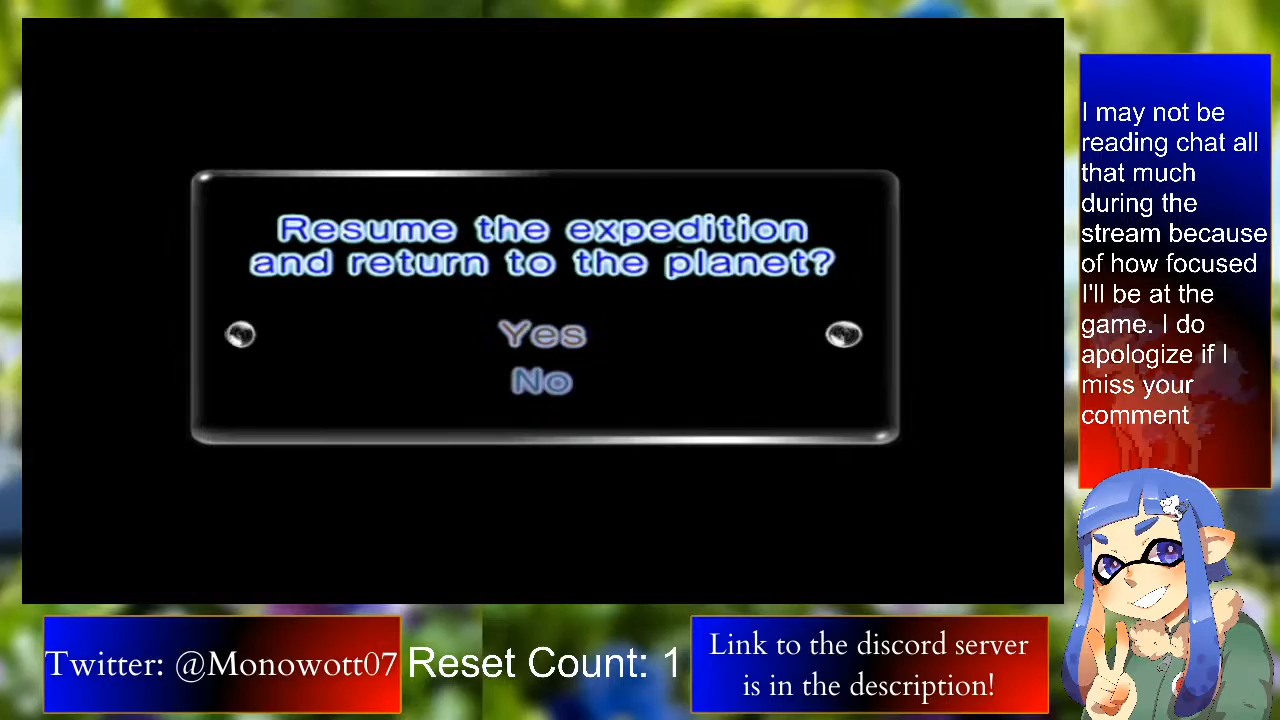 Resume the expedition
and return to the planet?
Yes
No
I may not be
reading chat all
that much
during the
stream because
of how focused
I'll be at the
game. I do
apologize if I
miss your
comment
Twitter: @Monowott07
Reset Count: 1
Link to the discord server
is in the description!